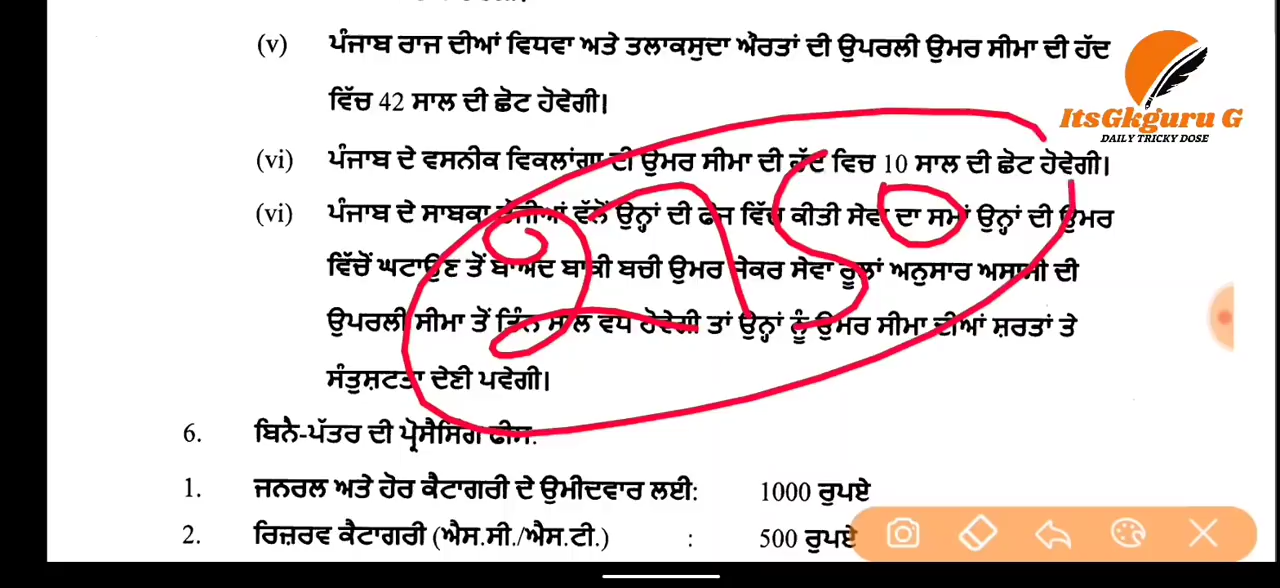 (v) ਪੰਜਾਬ ਰਾਜ ਦੀਆਂ ਵਿਧਵਾ ਅਤੇ ਤਲਾਕਸੁਦਾ ਔਰਤਾਂ ਦੀ ਉਪਰਲੀ ਉਮਰ ਸੀਮਾ ਦੀ ਹੱਦ
ਵਿੱਚ 42 ਸਾਲ ਦੀ ਛੋਟ ਹੋਵੇਗੀ।
ItsGkguru G
DAILY TRICKY DOSE
(vi) ਪੰਜਾਬ ਦੇ ਵਸਨੀਕ ਵਿਕਲਾਂਗਾ ਦੀ ਉਮਰ ਸੀਮਾ ਦੀ ਹੱਦ ਵਿਚ 10 ਸਾਲ ਦੀ ਛੋਟ ਹੋਵੇਗੀ।
(vi) ਪੰਜਾਬ ਦੇ ਸਾਬਕਾ ਫੌਜੀਆਂ ਵੱਲੋਂ ਉਨ੍ਹਾਂ ਦੀ ਫੌਜ ਵਿੱਚ ਕੀਤੀ ਸੇਵਾ ਦਾ ਸਮਾਂ ਉਨ੍ਹਾਂ ਦੀ ਉਮਰ
ਵਿੱਚੋਂ ਘਟਾਉਣ ਤੋਂ ਬਾਅਦ ਬਾਕੀ ਬਚੀ ਉਮਰ ਜੇਕਰ ਸੇਵਾ ਰੂਲਾਂ ਅਨੁਸਾਰ ਅਸਾਮੀ ਦੀ
ਉਪਰਲੀ ਸੀਮਾ ਤੋਂ ਤਿੰਨ ਸਾਲ ਵਧ ਹੋਵੇਗੀ ਤਾਂ ਉਨ੍ਹਾਂ ਨੂੰ ਉਮਰ ਸੀਮਾ ਦੀਆਂ ਸ਼ਰਤਾਂ ਤੇ
ਸੰਤੁਸ਼ਟਤਾ ਦੇਣੀ ਪਵੇਗੀ।
6. ਬਿਨੈ-ਪੱਤਰ ਦੀ ਪ੍ਰੋਸੈਸਿੰਗ ਫੀਸ:
1. ਜਨਰਲ ਅਤੇ ਹੋਰ ਕੈਟਾਗਰੀ ਦੇ ਉਮੀਦਵਾਰ ਲਈ: 1000 ਰੁਪਏ
2. ਰਿਜ਼ਰਵ ਕੈਟਾਗਰੀ (ਐਸ.ਸੀ./ਐਸ.ਟੀ.) : 500 ਰੁਪਏ